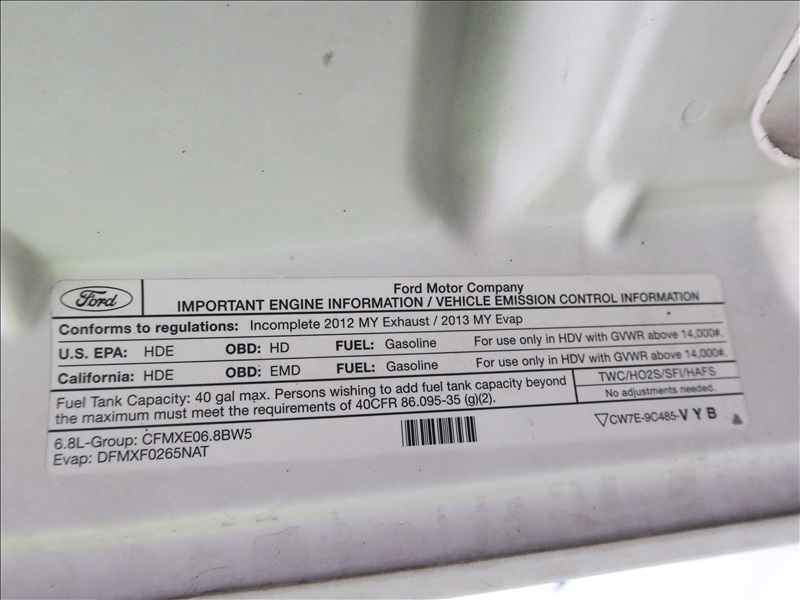 Ford
Ford Motor Company
IMPORTANT ENGINE INFORMATION / VEHICLE EMISSION CONTROL INFORMATION
Conforms to regulations: Incomplete 2012 MY Exhaust / 2013 MY Evap
U.S. EPA: HDE OBD: HD FUEL: Gasoline For use only in HDV with GVWR above 14,000#.
California: HDE OBD: EMD FUEL: Gasoline For use only in HDV with GVWR above 14,000#.
Fuel Tank Capacity: 40 gal max. Persons wishing to add fuel tank capacity beyond
the maximum must meet the requirements of 40CFR 86.095-35 (g)(2).
TWC/HO2S/SFI/HAFS
No adjustments needed.
6.8L-Group: CFMXE06.8BW5
Evap: DFMXF0265NAT
CW7E-9C485-VYB